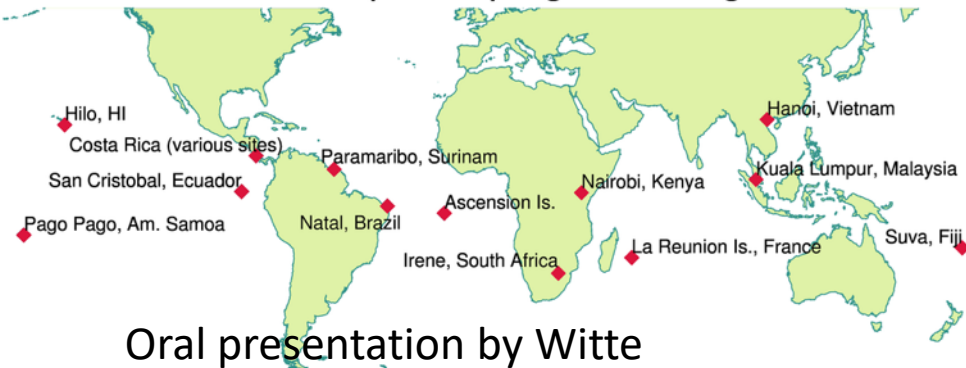 Hilo, HI
Hanoi, Vietnam
Costa Rica (various sites)
Paramaribo, Surinam
Kuala Lumpur, Malaysia
San Cristobal, Ecuador
Nairobi, Kenya
Ascension Is.
Pago Pago, Am. Samoa
Natal, Brazil
Suva, Fiji
La Reunion Is., France
Irene, South Africa
Oral presentation by Witte